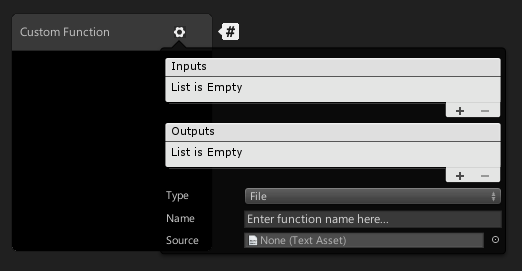 Custom Function
#
Inputs
List is Empty
+ −
Outputs
List is Empty
+ −
Type File
Name Enter function name here...
Source None (Text Asset)